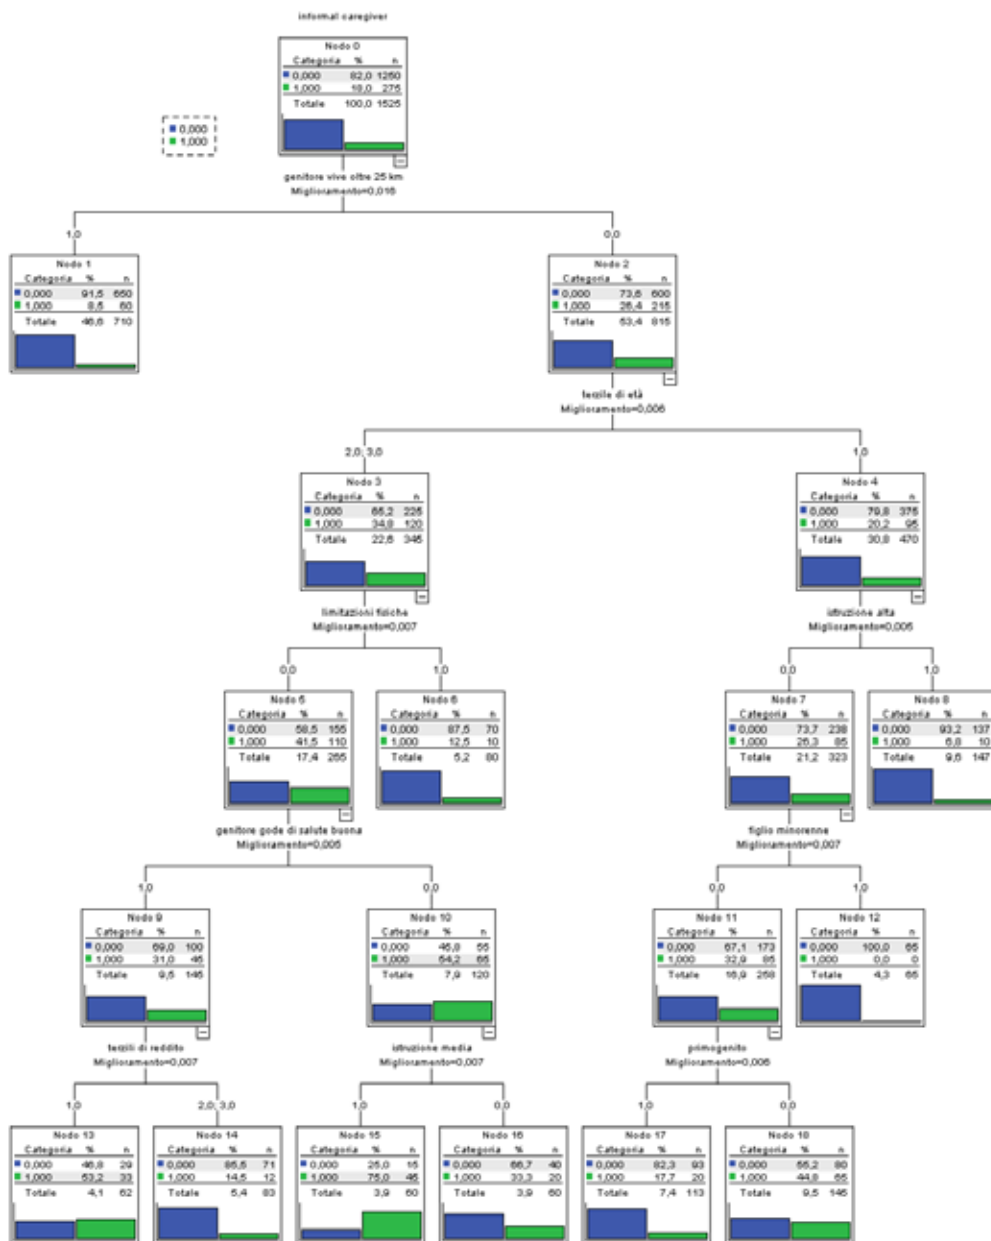 informal caregiver
Nodo 0
Categoria % n
0,000 82,0 1250
1,000 18,0 275
Totale 100,0 1525
0,000
1,000
genitore vive oltre 25 km
Miglioramento=0,016
1,0 0,0
Nodo 1
Categoria % n
0,000 91,5 650
1,000 8,5 60
Totale 46,6 710
Nodo 2
Categoria % n
0,000 73,6 600
1,000 26,4 215
Totale 53,4 815
terzile di età
Miglioramento=0,006
2,0; 3,0 1,0
Nodo 3
Categoria % n
0,000 65,2 225
1,000 34,8 120
Totale 22,6 345
Nodo 4
Categoria % n
0,000 79,8 375
1,000 20,2 95
Totale 30,8 470
limitazioni fisiche
Miglioramento=0,007
istruzione alta
Miglioramento=0,005
0,0 1,0 0,0 1,0
Nodo 5
Categoria % n
0,000 58,5 155
1,000 41,5 110
Totale 17,4 265
Nodo 6
Categoria % n
0,000 87,5 70
1,000 12,5 10
Totale 5,2 80
Nodo 7
Categoria % n
0,000 73,7 238
1,000 26,3 85
Totale 21,2 323
Nodo 8
Categoria % n
0,000 93,2 137
1,000 6,8 10
Totale 9,6 147
genitore gode di salute buona
Miglioramento=0,005
figlio minorenne
Miglioramento=0,007
1,0 0,0 0,0 1,0
Nodo 9
Categoria % n
0,000 69,0 100
1,000 31,0 45
Totale 9,5 145
Nodo 10
Categoria % n
0,000 45,8 55
1,000 54,2 65
Totale 7,9 120
Nodo 11
Categoria % n
0,000 67,1 173
1,000 32,9 85
Totale 16,9 258
Nodo 12
Categoria % n
0,000 100,0 65
1,000 0,0 0
Totale 4,3 65
terzili di reddito
Miglioramento=0,007
istruzione media
Miglioramento=0,007
primogenito
Miglioramento=0,006
1,0 2,0; 3,0 1,0 0,0 1,0 0,0
Nodo 13
Categoria % n
0,000 46,8 29
1,000 53,2 33
Totale 4,1 62
Nodo 14
Categoria % n
0,000 85,5 71
1,000 14,5 12
Totale 5,4 83
Nodo 15
Categoria % n
0,000 25,0 15
1,000 75,0 45
Totale 3,9 60
Nodo 16
Categoria % n
0,000 66,7 40
1,000 33,3 20
Totale 3,9 60
Nodo 17
Categoria % n
0,000 82,3 93
1,000 17,7 20
Totale 7,4 113
Nodo 18
Categoria % n
0,000 55,2 80
1,000 44,8 65
Totale 9,5 145